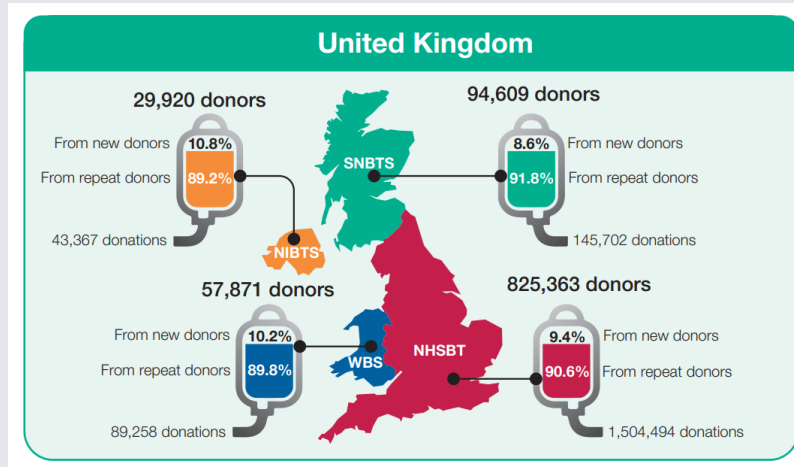 United Kingdom
29,920 donors
From new donors 10.8%
From repeat donors 89.2%
43,367 donations
NIBTS
94,609 donors
8.6% From new donors
91.8% From repeat donors
145,702 donations
SNBTS
57,871 donors
From new donors 10.2%
From repeat donors 89.8%
89,258 donations
WBS
825,363 donors
9.4% From new donors
90.6% From repeat donors
1,504,494 donations
NHSBT